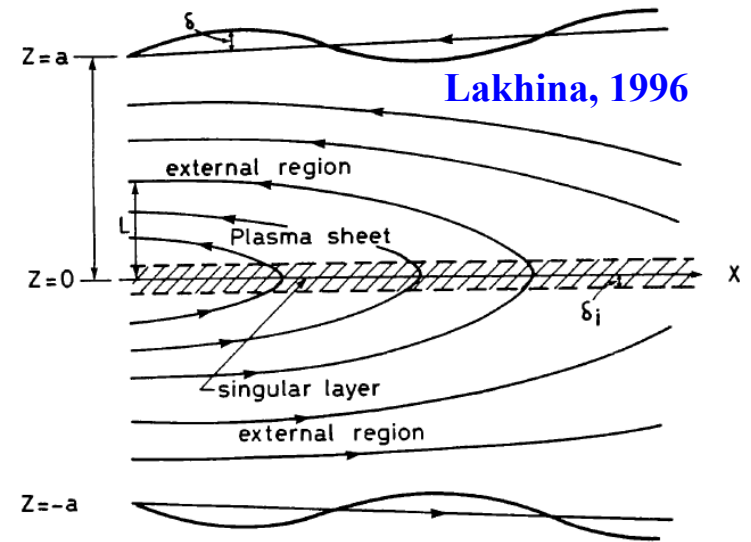 δ
Z=a
Lakhina, 1996
external region
L
Plasma sheet
Z=0
X
δi
singular layer
external region
Z=-a